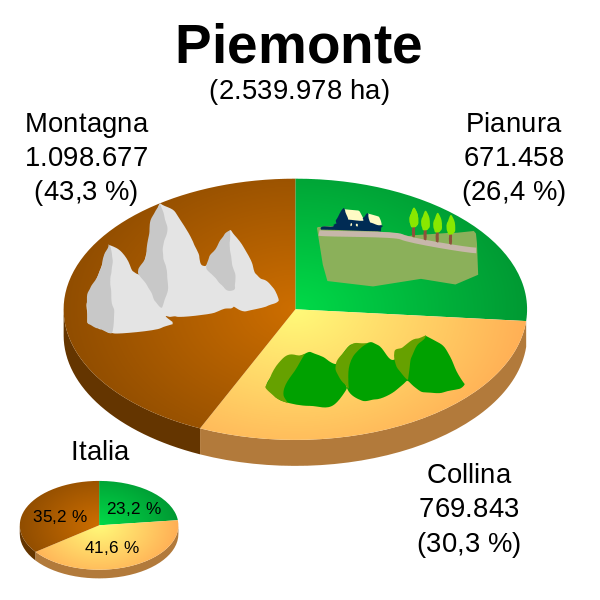 Piemonte
(2.539.978 ha)
Montagna
1.098.677
(43,3 %)
Pianura
671.458
(26,4 %)
Italia
35,2 %
23,2 %
41,6 %
Collina
769.843
(30,3 %)